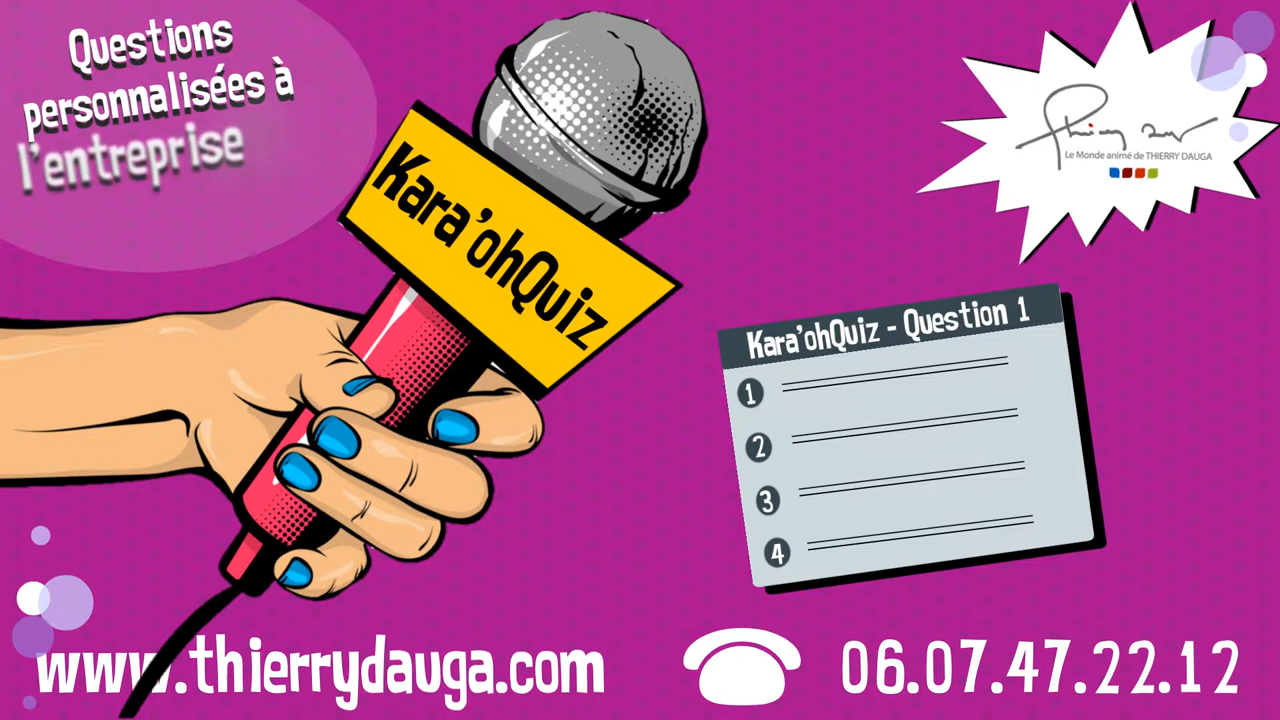 Questions
personnalisées à
l'entreprise
Kara'ohQuiz
Le Monde animé de THIERRY DAUGA
Kara'ohQuiz - Question 1
1
2
3
4
www.thierrydauga.com
06.07.47.22.12